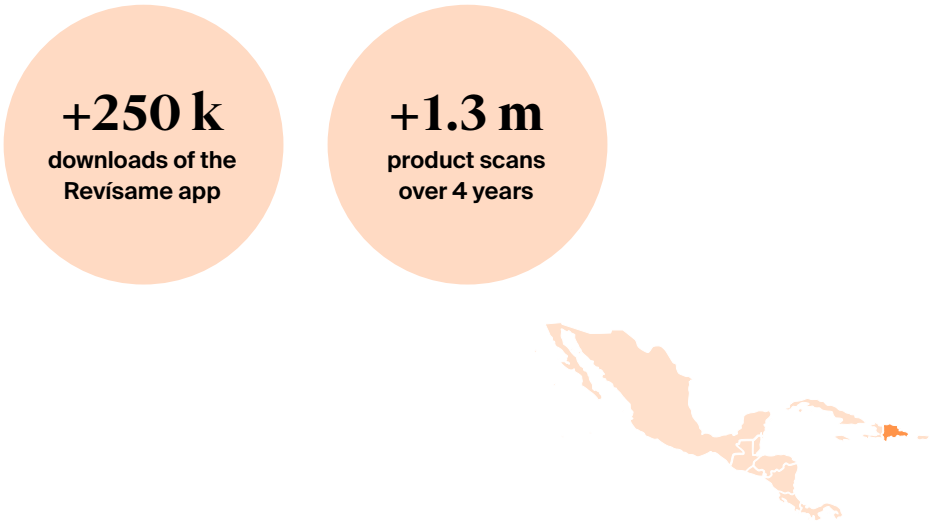 +250 k
downloads of the
Revísame app
+1.3 m
product scans
over 4 years